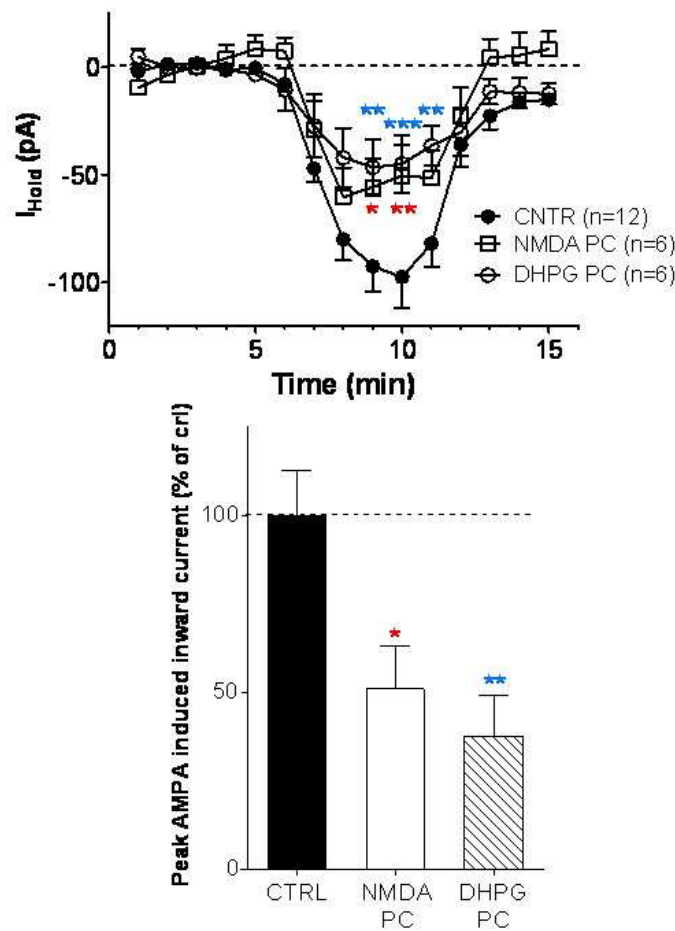 0
-50
-100
I Hold (pA)
** *** **
* **
CNTR (n=12)
NMDA PC (n=6)
DHPG PC (n=6)
0 5 10 15
Time (min)
Peak AMPA induced inward current (% of crl)
100
50
0
*
**
CTRL NMDA DHPG
PC PC